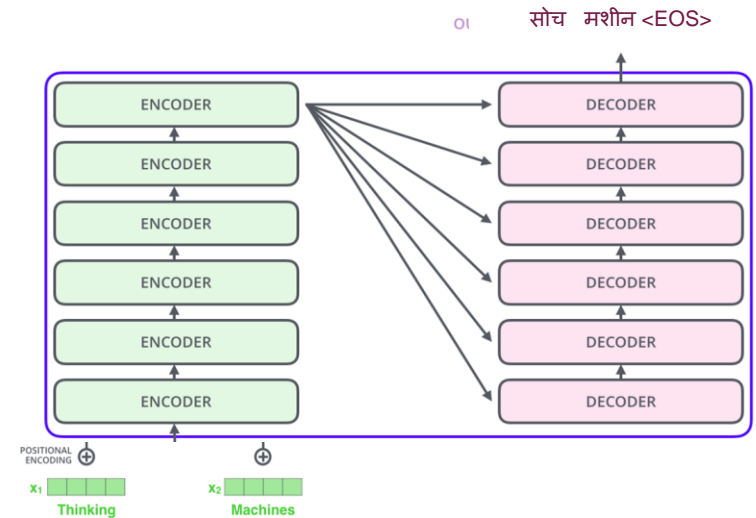 सोच मशीन <EOS>
ENCODER DECODER
ENCODER DECODER
ENCODER DECODER
ENCODER DECODER
ENCODER DECODER
ENCODER DECODER
POSITIONAL
ENCODING
x₁ x₂
Thinking Machines